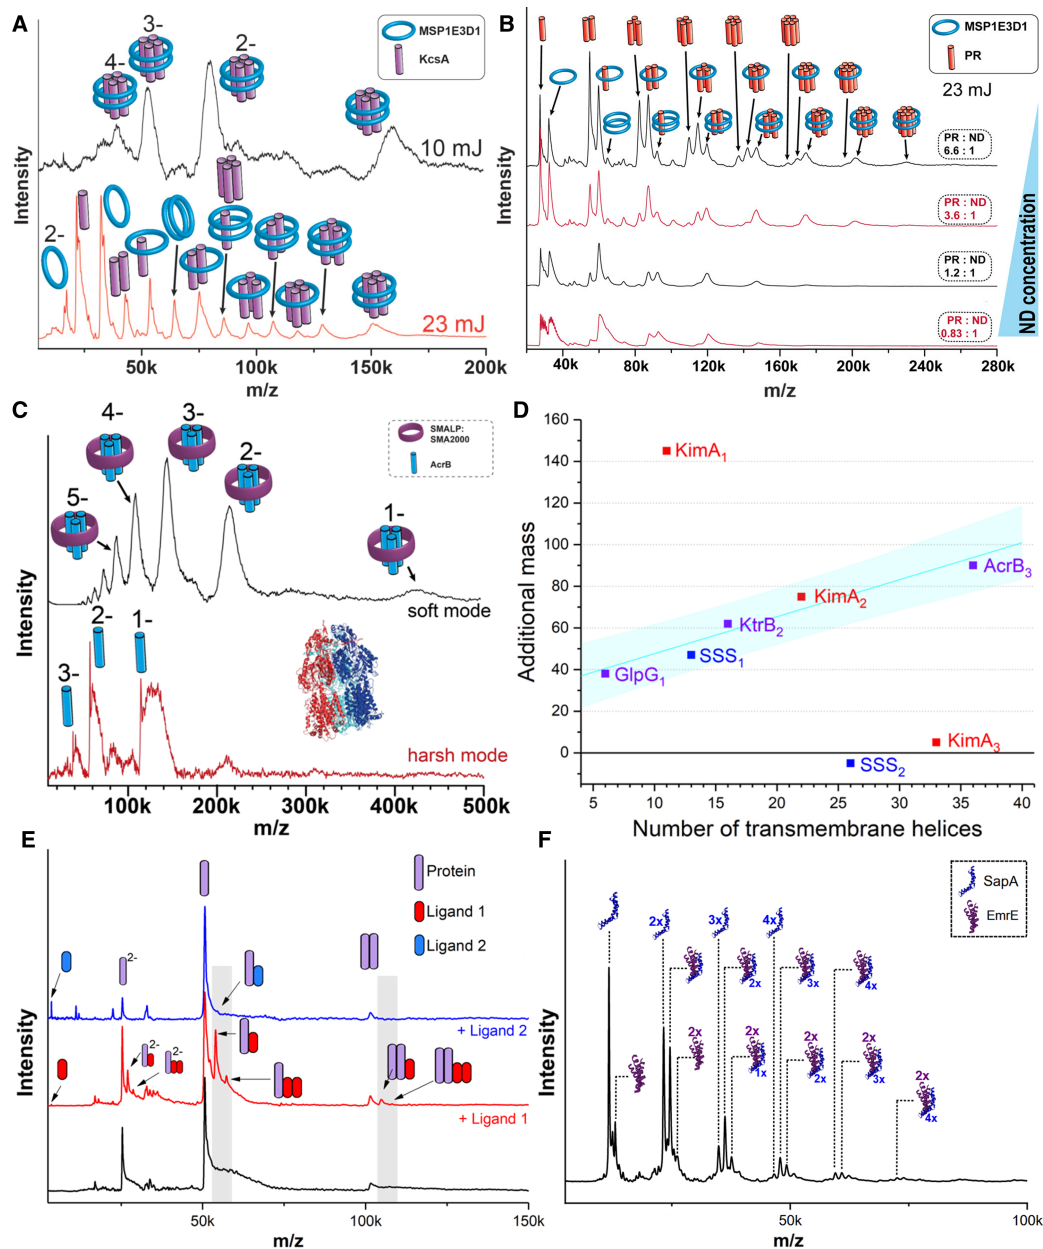 A
MSP1E3D1
KcsA
4-
3-
2-
10 mJ
2-
23 mJ
Intensity
50k
100k
150k
200k
m/z
B
MSP1E3D1
PR
23 mJ
PR : ND
6.6 : 1
PR : ND
3.6 : 1
PR : ND
1.2 : 1
PR : ND
0.83 : 1
ND concentration
Intensity
40k
80k
120k
160k
200k
240k
280k
m/z
C
SMALP:
SMA2000
AcrB
5-
4-
3-
2-
1-
soft mode
3-
2-
1-
harsh mode
Intensity
100k
200k
300k
400k
500k
m/z
D
160
140
120
100
80
60
40
20
0
Additional mass
KimA1
AcrB3
KimA2
KtrB2
SSS1
GlpG1
KimA3
SSS2
5
10
15
20
25
30
35
40
Number of transmembrane helices
E
Protein
Ligand 1
Ligand 2
2-
+ Ligand 2
2-
2-
+ Ligand 1
Intensity
50k
100k
150k
m/z
F
SapA
EmrE
2x
3x
4x
2x
3x
4x
2x
2x
1x
2x
2x
2x
3x
2x
4x
Intensity
50k
100k
m/z